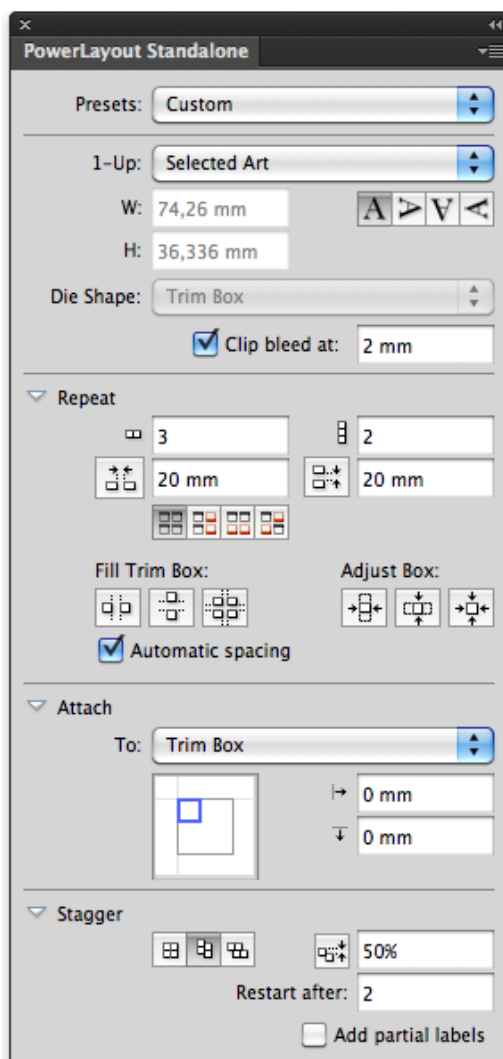 PowerLayout Standalone
Presets: Custom
1-Up: Selected Art
W: 74,26 mm
A A A A
H: 36,336 mm
Die Shape: Trim Box
Clip bleed at: 2 mm
Repeat
3 2
20 mm 20 mm
Fill Trim Box: Adjust Box:
Automatic spacing
Attach
To: Trim Box
0 mm
0 mm
Stagger
50%
Restart after: 2
Add partial labels